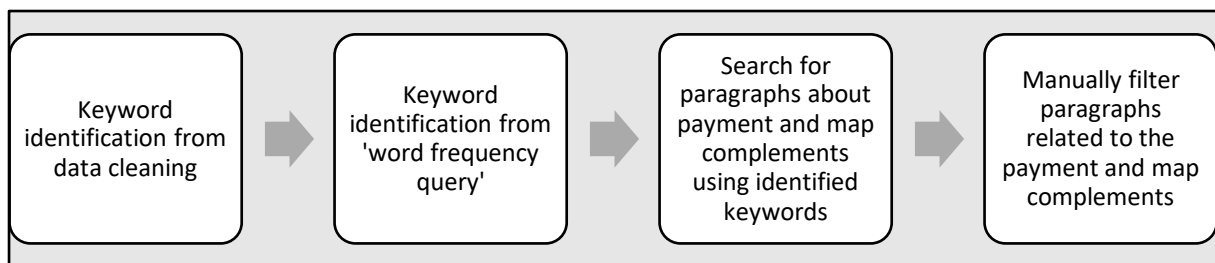 Keyword
identification from
data cleaning
Keyword
identification from
'word frequency
query'
Search for
paragraphs about
payment and map
complements
using identified
keywords
Manually filter
paragraphs
related to the
payment and map
complements